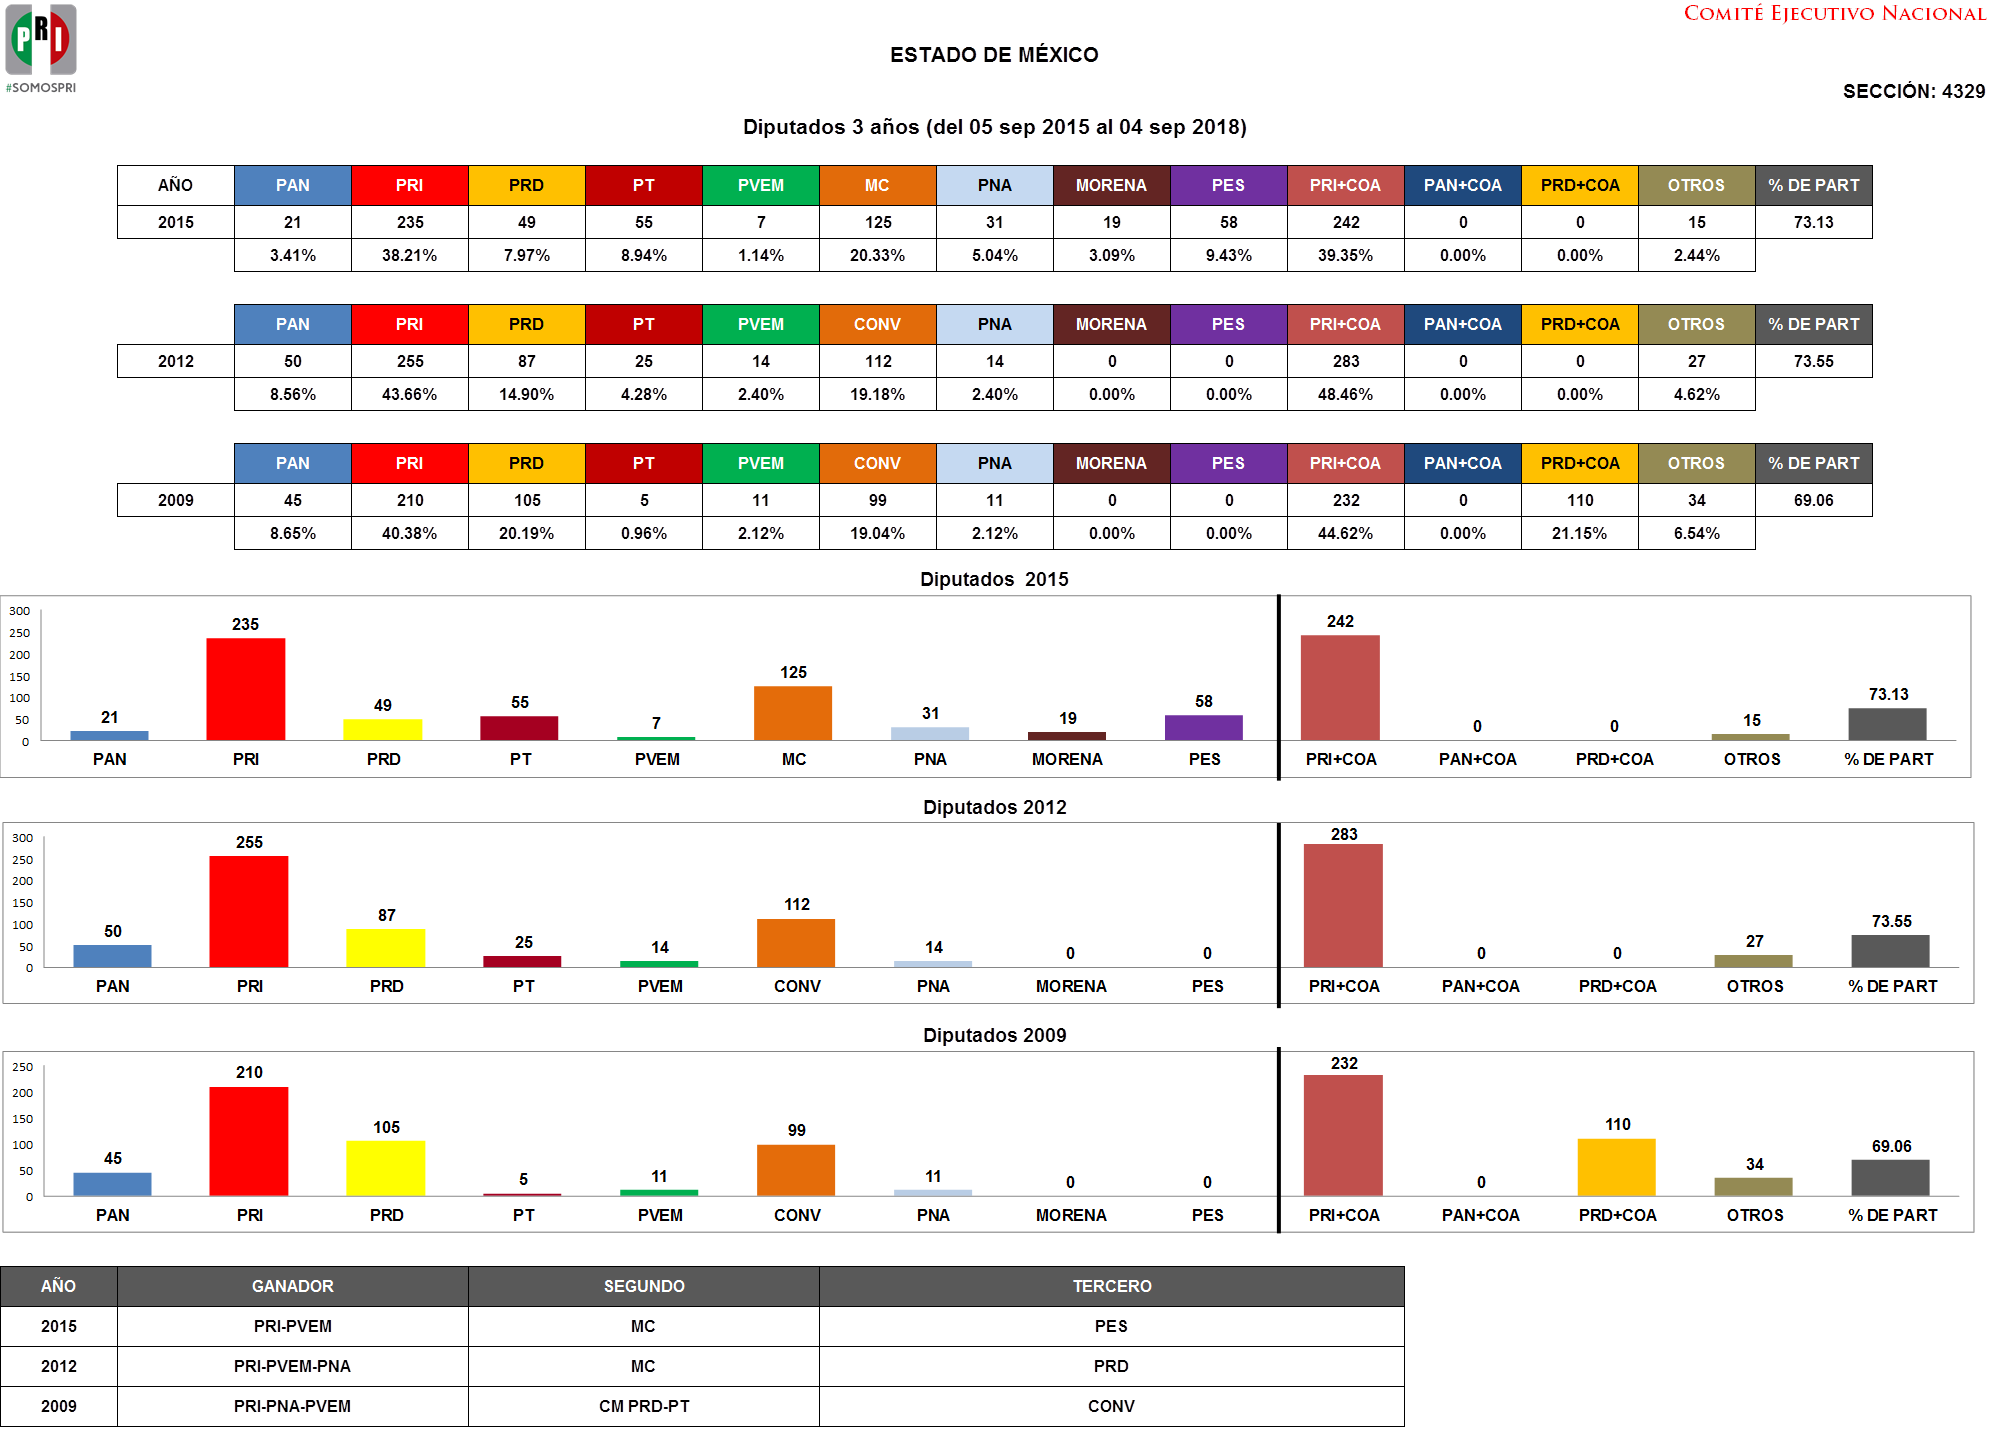 PRI
#SOMOSPRI
COMITÉ EJECUTIVO NACIONAL
ESTADO DE MÉXICO
SECCIÓN: 4329
Diputados 3 años (del 05 sep 2015 al 04 sep 2018)
AÑO PAN PRI PRD PT PVEM MC PNA MORENA PES PRI+COA PAN+COA PRD+COA OTROS % DE PART
2015 21 235 49 55 7 125 31 19 58 242 0 0 15 73.13
3.41% 38.21% 7.97% 8.94% 1.14% 20.33% 5.04% 3.09% 9.43% 39.35% 0.00% 0.00% 2.44%
PAN PRI PRD PT PVEM CONV PNA MORENA PES PRI+COA PAN+COA PRD+COA OTROS % DE PART
2012 50 255 87 25 14 112 14 0 0 283 0 0 27 73.55
8.56% 43.66% 14.90% 4.28% 2.40% 19.18% 2.40% 0.00% 0.00% 48.46% 0.00% 0.00% 4.62%
PAN PRI PRD PT PVEM CONV PNA MORENA PES PRI+COA PAN+COA PRD+COA OTROS % DE PART
2009 45 210 105 5 11 99 11 0 0 232 0 110 34 69.06
8.65% 40.38% 20.19% 0.96% 2.12% 19.04% 2.12% 0.00% 0.00% 44.62% 0.00% 21.15% 6.54%
Diputados 2015
300
250
200
150
100
50
0
21 235 49 55 7 125 31 19 58 242 0 0 15 73.13
PAN PRI PRD PT PVEM MC PNA MORENA PES PRI+COA PAN+COA PRD+COA OTROS % DE PART
Diputados 2012
300
250
200
150
100
50
0
50 255 87 25 14 112 14 0 0 283 0 0 27 73.55
PAN PRI PRD PT PVEM CONV PNA MORENA PES PRI+COA PAN+COA PRD+COA OTROS % DE PART
Diputados 2009
250
200
150
100
50
0
45 210 105 5 11 99 11 0 0 232 0 110 34 69.06
PAN PRI PRD PT PVEM CONV PNA MORENA PES PRI+COA PAN+COA PRD+COA OTROS % DE PART
AÑO GANADOR SEGUNDO TERCERO
2015 PRI-PVEM MC PES
2012 PRI-PVEM-PNA MC PRD
2009 PRI-PNA-PVEM CM PRD-PT CONV